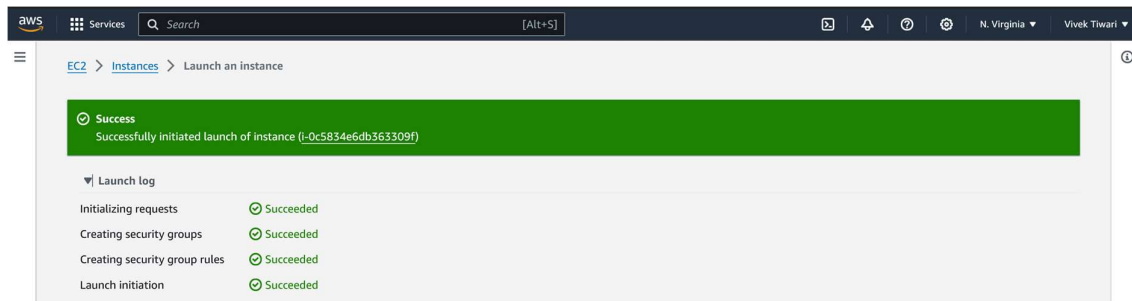 aws Services Search [Alt+S] N. Virginia Vivek Tiwari
EC2 > Instances > Launch an instance
Success
Successfully initiated launch of instance (i-0c5834e6db363309f)
Launch log
Initializing requests Succeeded
Creating security groups Succeeded
Creating security group rules Succeeded
Launch initiation Succeeded